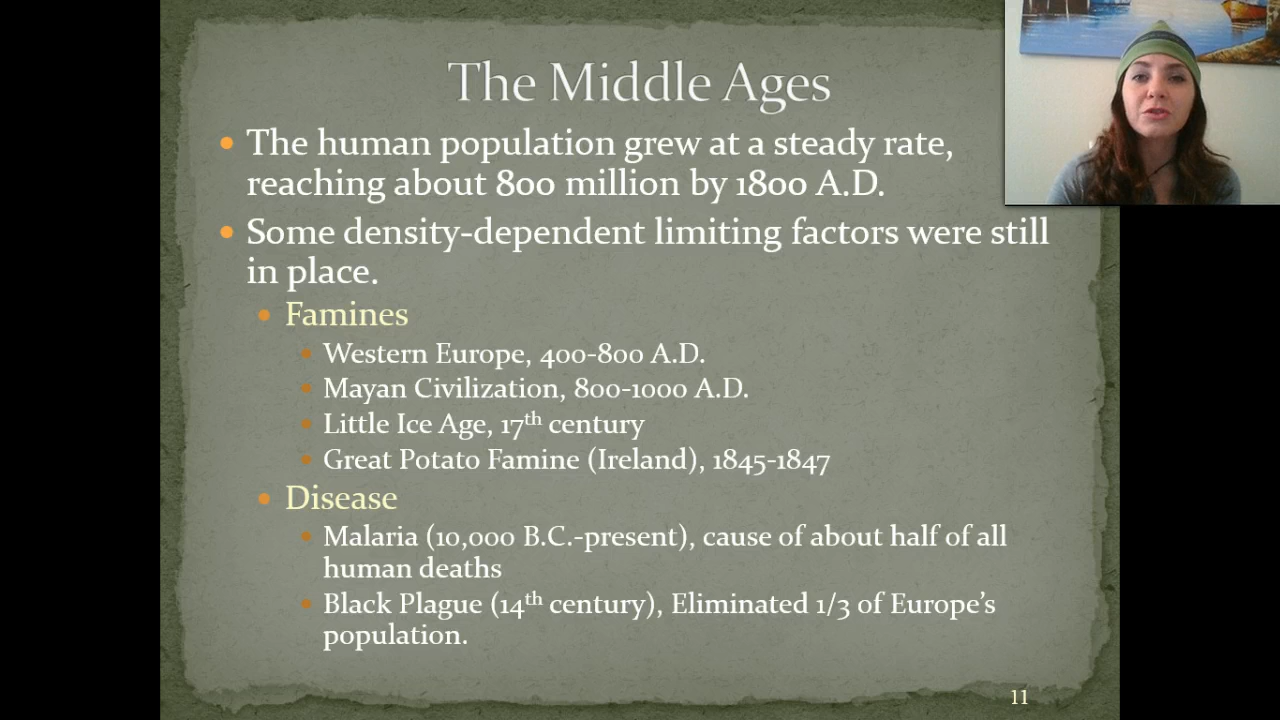 The Middle Ages
The human population grew at a steady rate,
reaching about 800 million by 1800 A.D.
Some density-dependent limiting factors were still
in place.
Famines
Western Europe, 400-800 A.D.
Mayan Civilization, 800-1000 A.D.
Little Ice Age, 17th century
Great Potato Famine (Ireland), 1845-1847
Disease
Malaria (10,000 B.C.-present), cause of about half of all
human deaths
Black Plague (14th century), Eliminated 1/3 of Europe's
population.
11